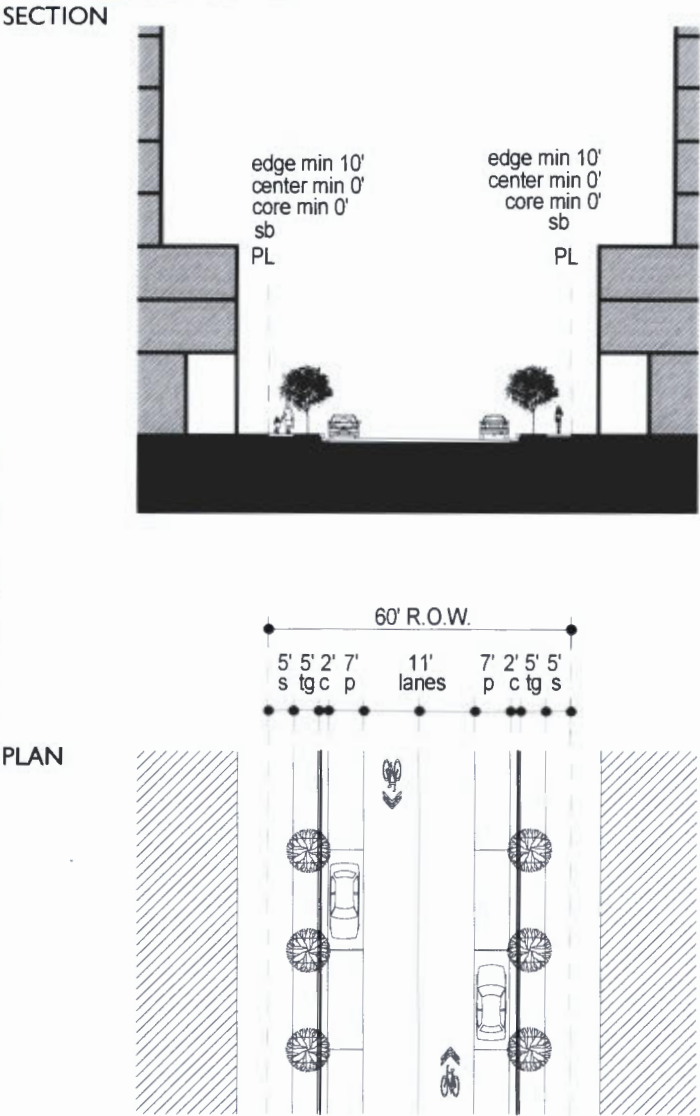 SECTION
edge min 10'
center min 0'
core min 0'
sb
PL
edge min 10'
center min 0'
core min 0'
sb
PL
60' R.O.W.
5' 5' 2' 7' 11' 7' 2' 5' 5'
s tg c p lanes p c tg s
PLAN